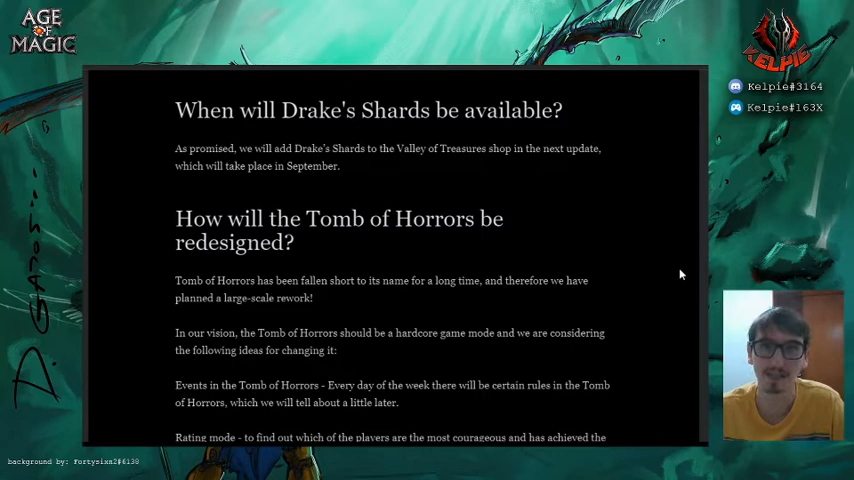 AGE
OF
MAGIC
KELPIE
Kelpie#3164
Kelpie#163X
When will Drake's Shards be available?
As promised, we will add Drake's Shards to the Valley of Treasures shop in the next update,
which will take place in September.
How will the Tomb of Horrors be
redesigned?
Tomb of Horrors has been fallen short to its name for a long time, and therefore we have
planned a large-scale rework!
In our vision, the Tomb of Horrors should be a hardcore game mode and we are considering
the following ideas for changing it:
Events in the Tomb of Horrors - Every day of the week there will be certain rules in the Tomb
of Horrors, which we will tell about a little later.
Rating mode - to find out which of the players are the most courageous and has achieved the
background by: Fortysixn2#6138